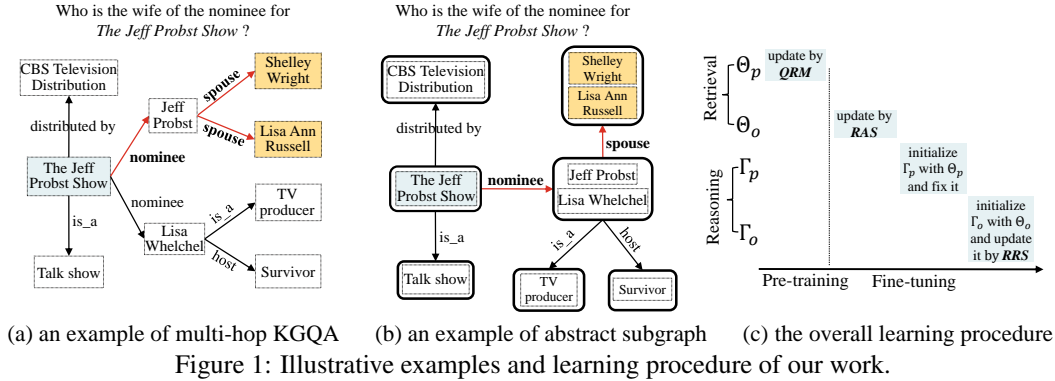 Who is the wife of the nominee for
The Jeff Probst Show ?
CBS Television
Distribution
distributed by
The Jeff
Probst Show
is_a
Talk show
nominee
nominee
Jeff
Probst
spouse
spouse
Shelley
Wright
Lisa Ann
Russell
Lisa
Whelchel
is_a
host
TV
producer
Survivor
(a) an example of multi-hop KGQA
Who is the wife of the nominee for
The Jeff Probst Show ?
CBS Television
Distribution
distributed by
The Jeff
Probst Show
is_a
Talk show
nominee
Shelley
Wright
Lisa Ann
Russell
spouse
Jeff Probst
Lisa Whelchel
is_a
host
TV
producer
Survivor
(b) an example of abstract subgraph
Retrieval
Θp
Θo
Reasoning
Γp
Γo
update by
QRM
update by
RAS
initialize
Γp with Θp
and fix it
initialize
Γo with Θo
and update
it by RRS
Pre-training
Fine-tuning
(c) the overall learning procedure
Figure 1: Illustrative examples and learning procedure of our work.